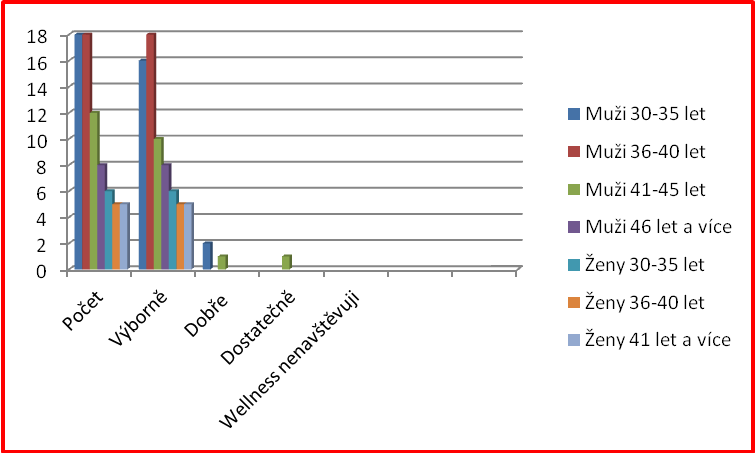 18
16
14
12
10
8
6
4
2
0
Počet
Výborně
Dobře
Dostatečně
Wellness nenavštěvuji
Muži 30-35 let
Muži 36-40 let
Muži 41-45 let
Muži 46 let a více
Ženy 30-35 let
Ženy 36-40 let
Ženy 41 let a více